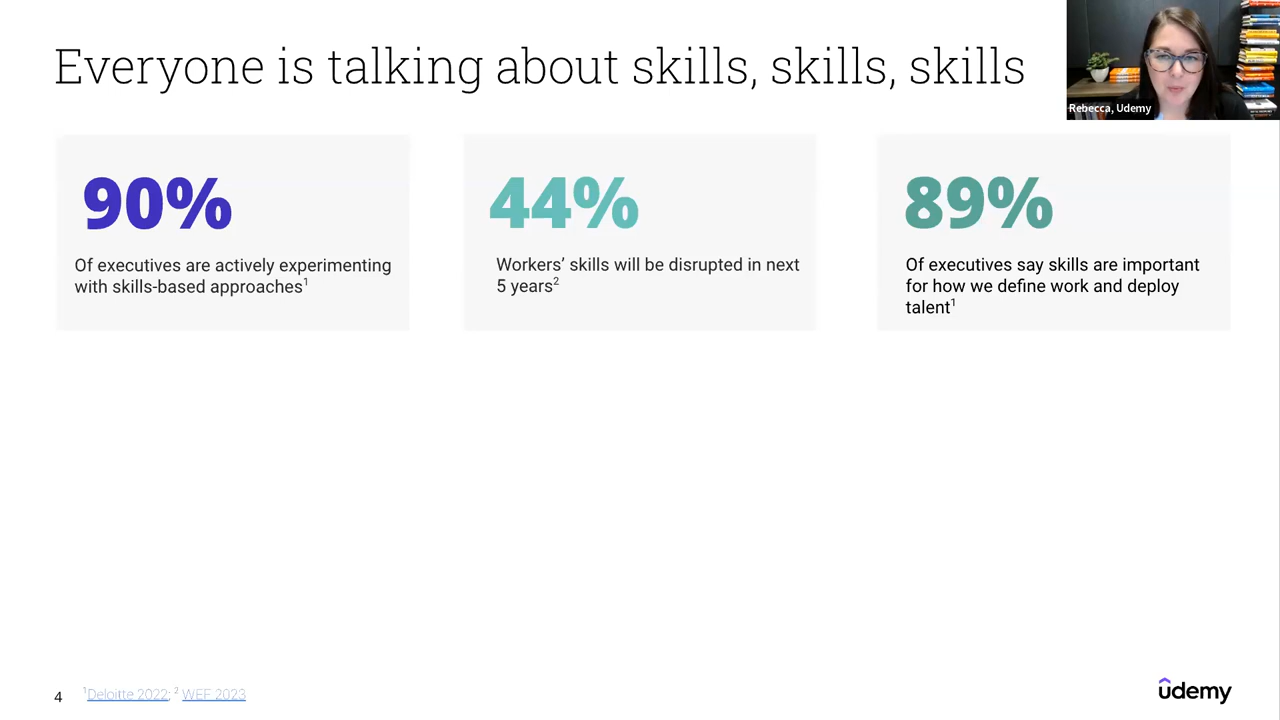 Everyone is talking about skills, skills, skills
Rebecca, Udemy
90%
Of executives are actively experimenting
with skills-based approaches¹
44%
Workers’ skills will be disrupted in next
5 years²
89%
Of executives say skills are important
for how we define work and deploy
talent¹
4
¹Deloitte 2022; ² WEF 2023
udemy